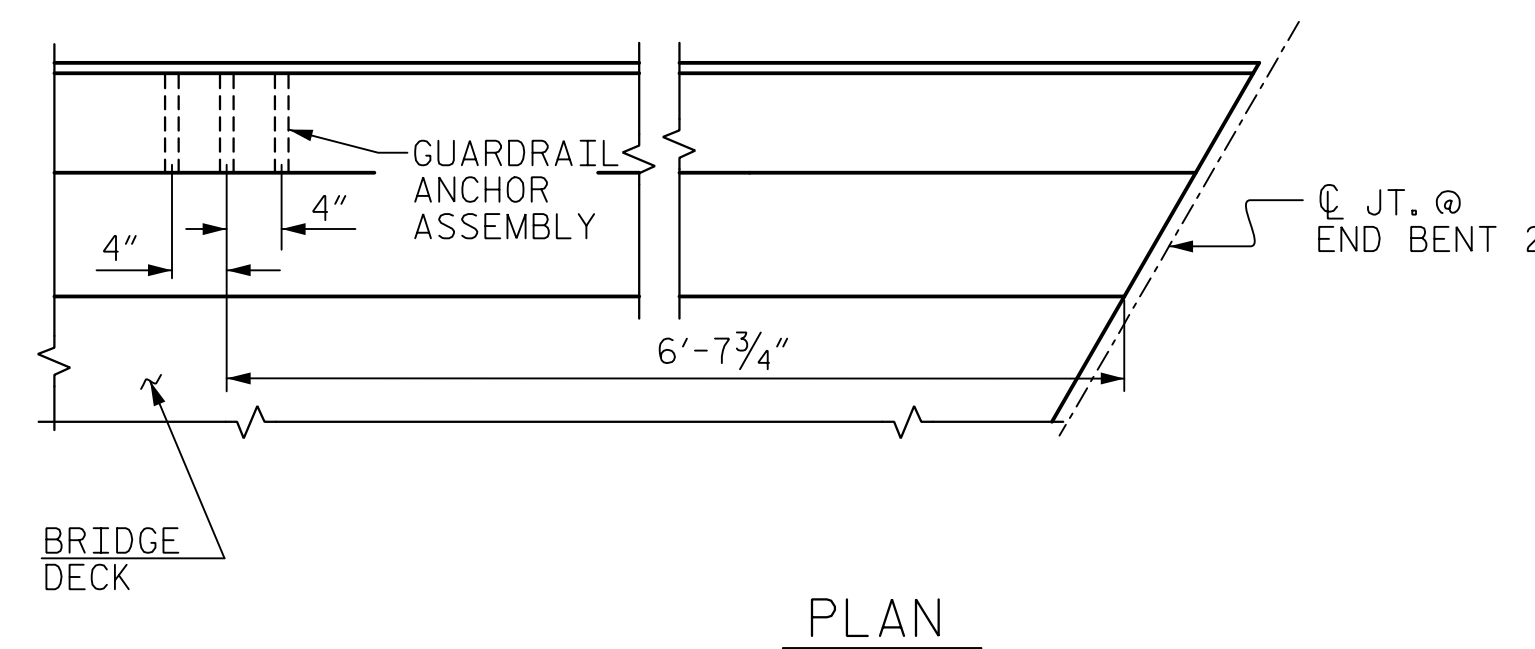 GUARDRAIL
ANCHOR
ASSEMBLY
4"
4"
℄ JT. @
END BENT 2
6'-7¾"
BRIDGE
DECK
PLAN